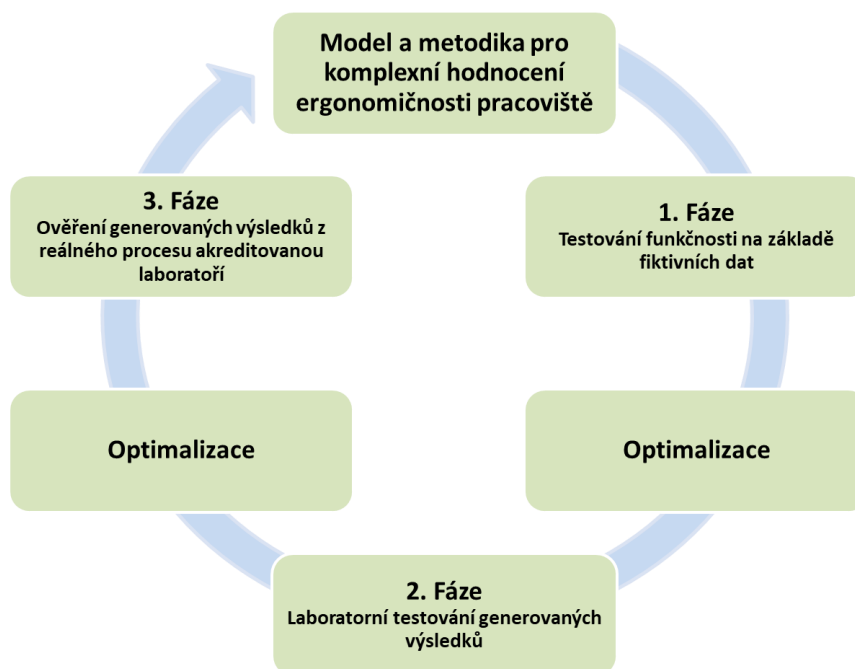 Model a metodika pro
komplexní hodnocení
ergonomičnosti pracoviště
1. Fáze
Testování funkčnosti na základě
fiktivních dat
Optimalizace
2. Fáze
Laboratorní testování generovaných
výsledků
Optimalizace
3. Fáze
Ověření generovaných výsledků z
reálného procesu akreditovanou
laboratoří